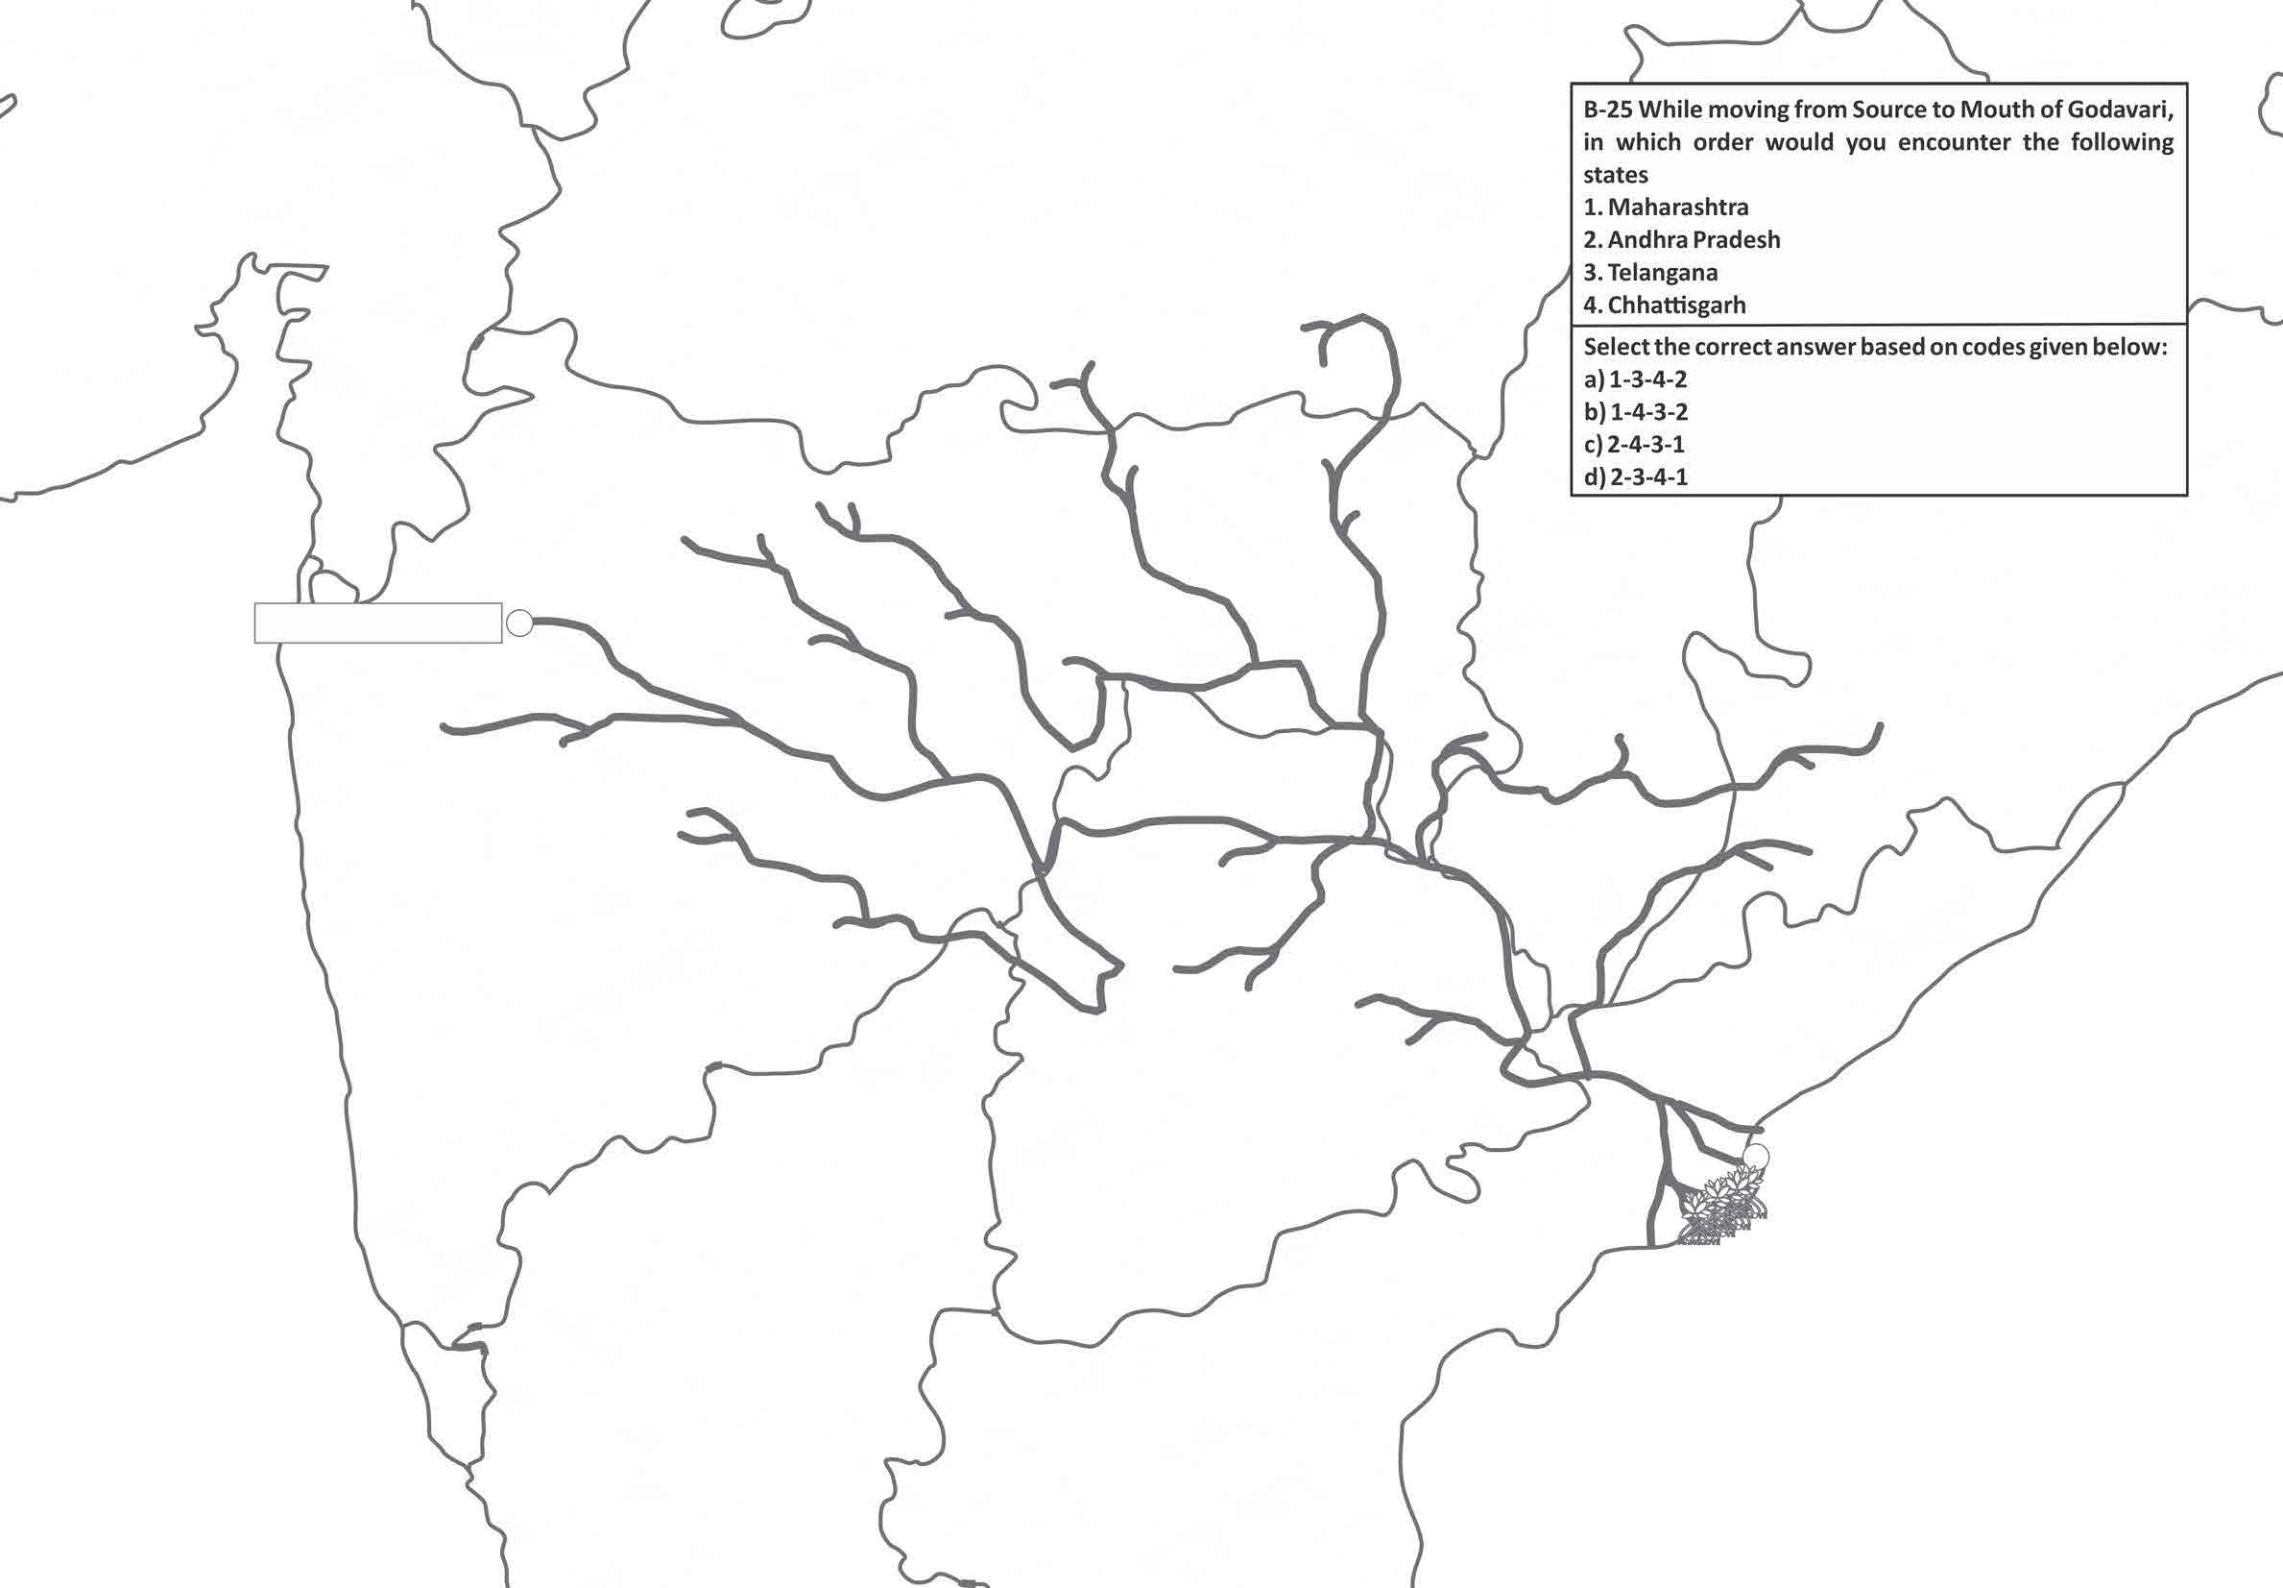 B-25 While moving from Source to Mouth of Godavari,
in which order would you encounter the following
states
1. Maharashtra
2. Andhra Pradesh
3. Telangana
4. Chhattisgarh
Select the correct answer based on codes given below:
a) 1-3-4-2
b) 1-4-3-2
c) 2-4-3-1
d) 2-3-4-1